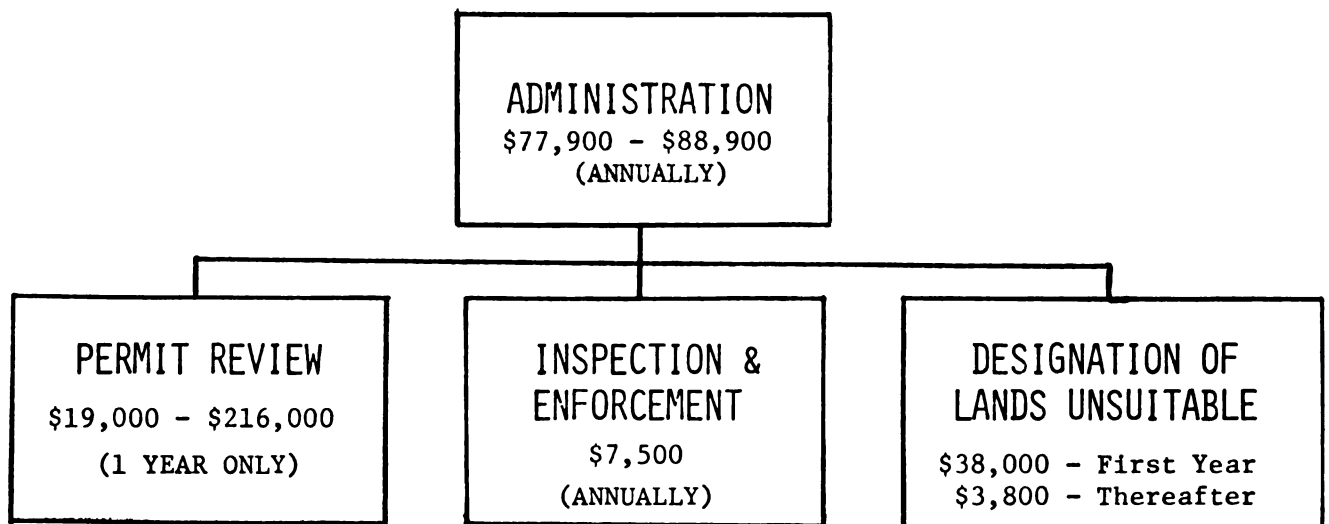 ADMINISTRATION
$77,900 - $88,900
(ANNUALLY)
PERMIT REVIEW
$19,000 - $216,000
(1 YEAR ONLY)
INSPECTION &
ENFORCEMENT
$7,500
(ANNUALLY)
DESIGNATION OF
LANDS UNSUITABLE
$38,000 - First Year
$3,800 - Thereafter